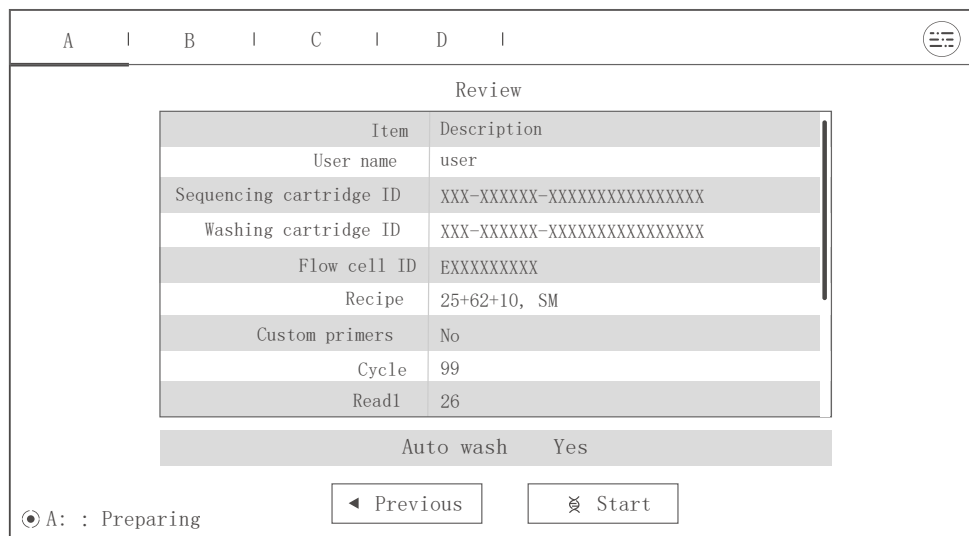 A | B | C | D |
Review
Item Description
User name user
Sequencing cartridge ID XXX-XXXXXX-XXXXXXXXXXXXXXX
Washing cartridge ID XXX-XXXXXX-XXXXXXXXXXXXXXX
Flow cell ID EXXXXXXXXX
Recipe 25+62+10, SM
Custom primers No
Cycle 99
Read1 26
Auto wash Yes
Previous Start
A: : Preparing